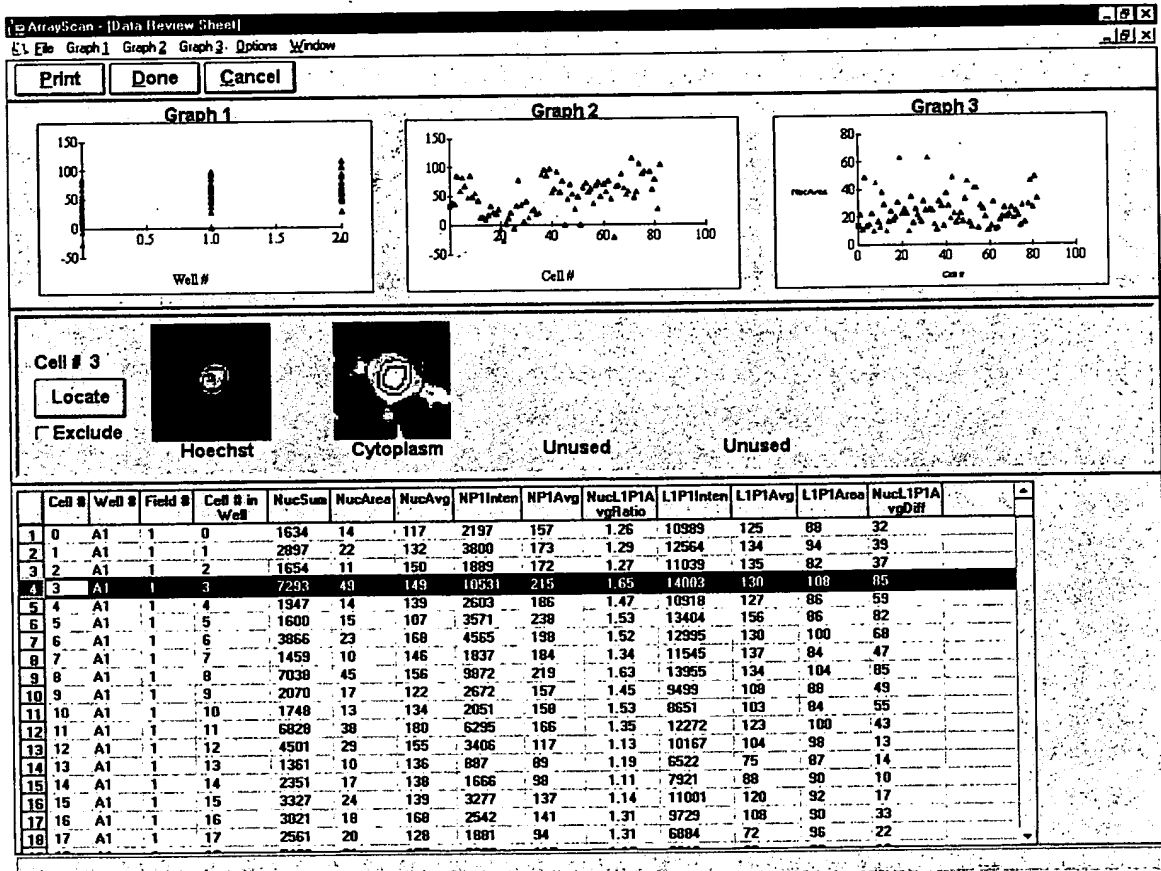 ArrayScan - [Data Review Sheet]
File Graph 1 Graph 2 Graph 3 Options Window
Print Done Cancel
Graph 1 Graph 2 Graph 3
150
100
50
0
-50
0.5 1.0 1.5 2.0
Well #
150
100
50
0
-50
20 40 60 80 100
Cell #
80
60
NucArea
40
20
0
0 20 40 60 80 100
Cell #
Cell # 3
Locate
Exclude
Hoechst Cytoplasm Unused Unused
Cell # Well # Field # Cell # in Well NucSum NucArea NucAvg NP1Inten NP1Avg NucL1P1AvgRatio L1P1Inten L1P1Avg L1P1Area NucL1P1AvgDiff
1 0 A1 1 0 1634 14 117 2197 157 1.26 10989 125 88 32
2 1 A1 1 1 2897 22 132 3800 173 1.29 12564 134 94 39
3 2 A1 1 2 1654 11 150 1889 172 1.27 11039 135 82 37
4 3 A1 1 3 7293 49 149 10531 215 1.65 14003 130 108 85
5 4 A1 1 4 1947 14 139 2603 186 1.47 10918 127 86 59
6 5 A1 1 5 1600 15 107 3571 238 1.53 13404 156 86 82
7 6 A1 1 6 3866 23 168 4565 198 1.52 12995 130 100 68
8 7 A1 1 7 1459 10 146 1837 184 1.34 11545 137 84 47
9 8 A1 1 8 7038 45 156 9872 219 1.63 13955 134 104 85
10 9 A1 1 9 2070 17 122 2672 157 1.45 9499 108 88 49
11 10 A1 1 10 1748 13 134 2051 158 1.53 8651 103 84 55
12 11 A1 1 11 6828 38 180 6295 166 1.35 12272 123 100 43
13 12 A1 1 12 4501 29 155 3406 117 1.13 10167 104 98 13
14 13 A1 1 13 1361 10 136 887 89 1.19 6522 75 87 14
15 14 A1 1 14 2351 17 138 1666 98 1.11 7921 88 90 10
16 15 A1 1 15 3327 24 139 3277 137 1.14 11001 120 92 17
17 16 A1 1 16 3021 18 168 2542 141 1.31 9729 108 90 33
18 17 A1 1 17 2561 20 128 1881 94 1.31 6884 72 96 22